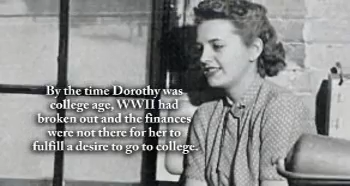 By the time Dorothy was
college age, WWII had
broken out and the finances
were not there for her to
fulfill a desire to go to college.